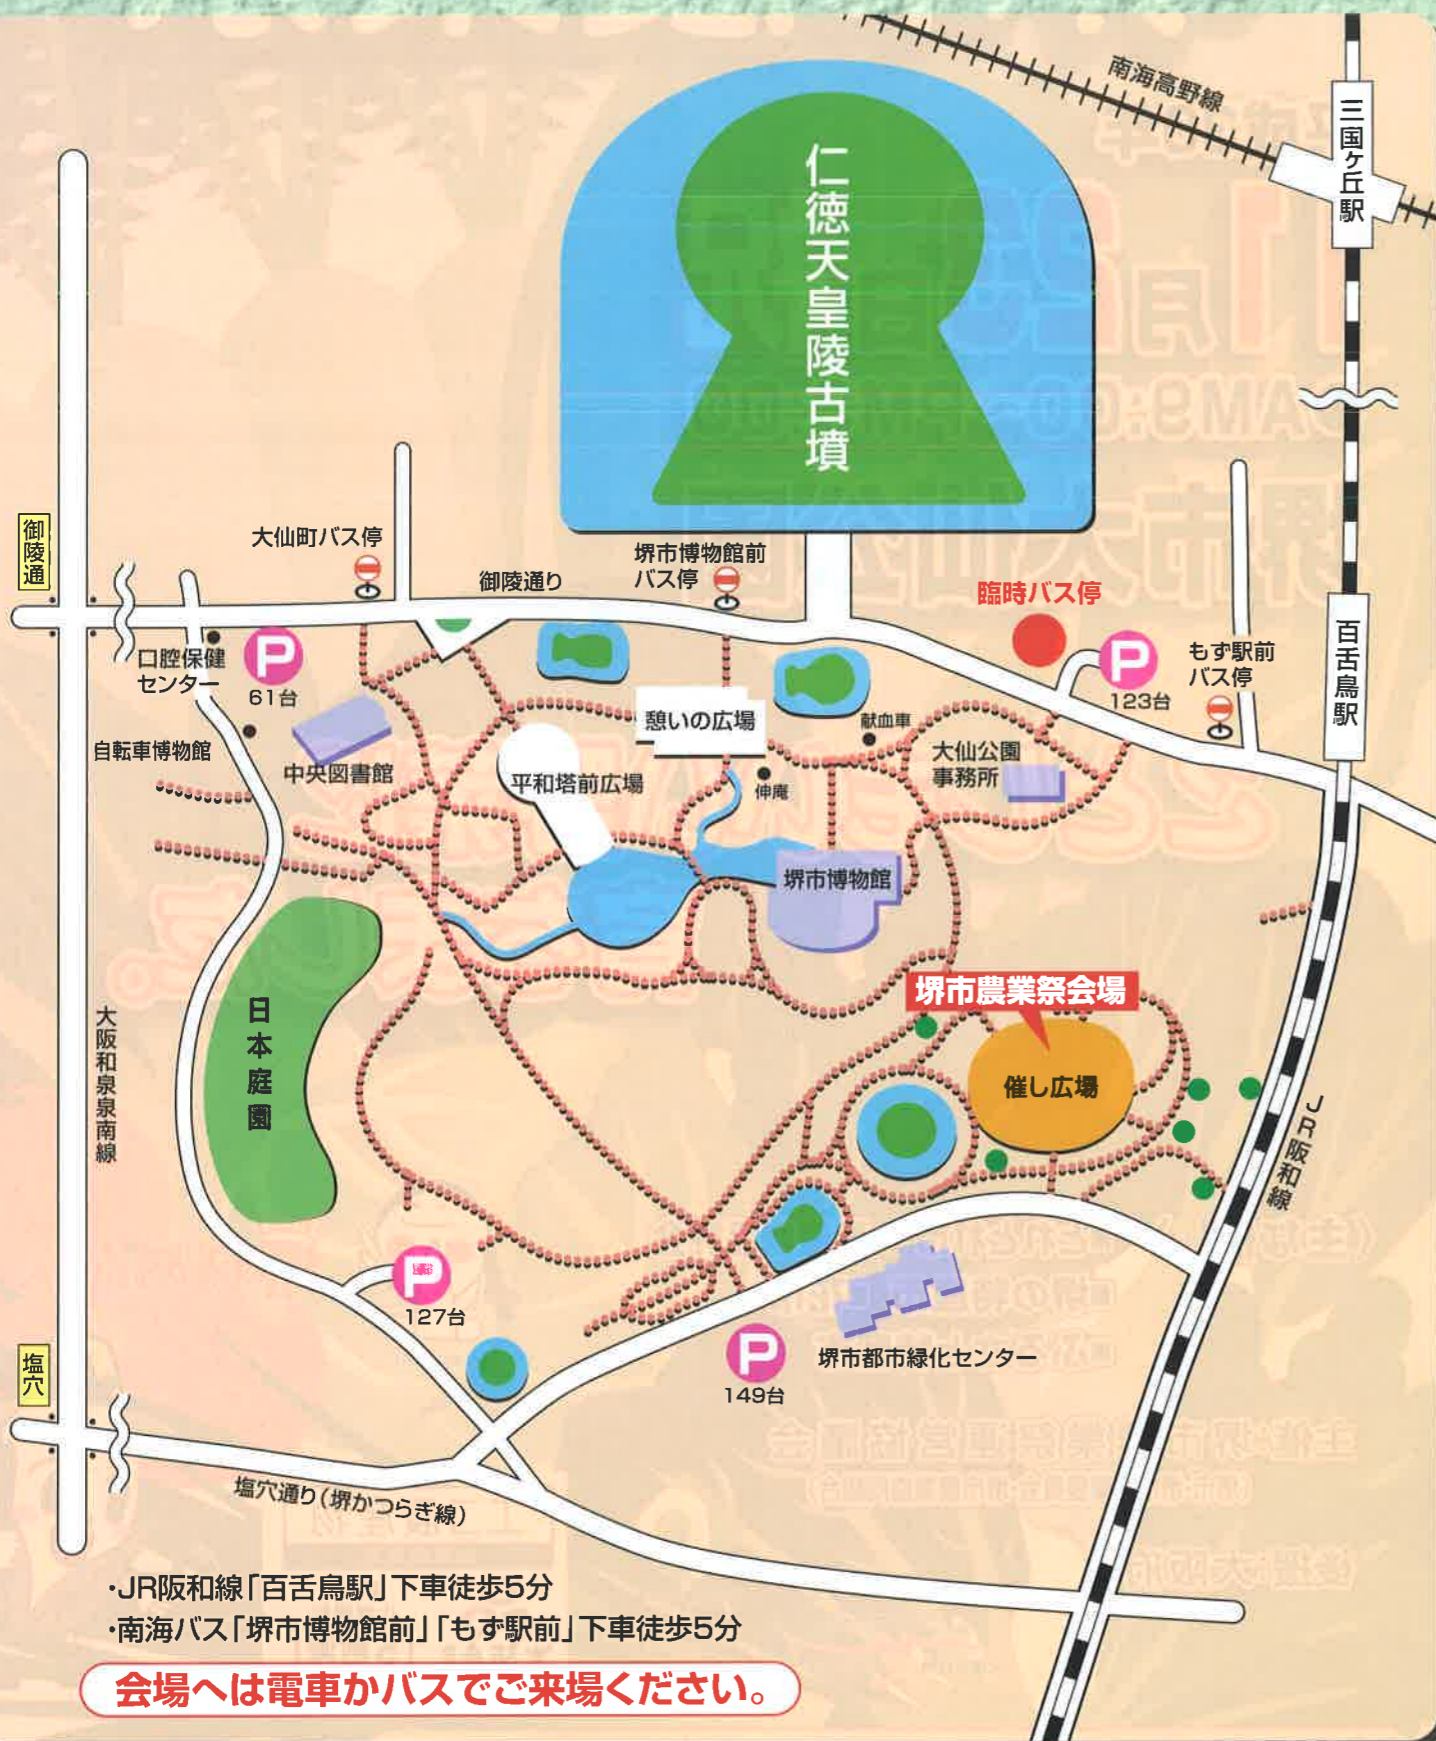 南海高野線
三国ヶ丘駅
仁徳天皇陵古墳
御陵通
大仙町バス停
御陵通り
堺市博物館前
バス停
臨時バス停
口腔保健
センター
P
61台
P
123台
もず駅前
バス停
百舌鳥駅
自転車博物館
中央図書館
憩いの広場
平和塔前広場
献血車
伸庵
大仙公園
事務所
堺市博物館
堺市農業祭会場
催し広場
日本庭園
大阪和泉泉南線
JR阪和線
P
127台
P
149台
堺市都市緑化センター
塩穴
塩穴通り(堺かつらぎ線)
・JR阪和線「百舌鳥駅」下車徒歩5分
・南海バス「堺市博物館前」「もず駅前」下車徒歩5分
会場へは電車かバスでご来場ください。